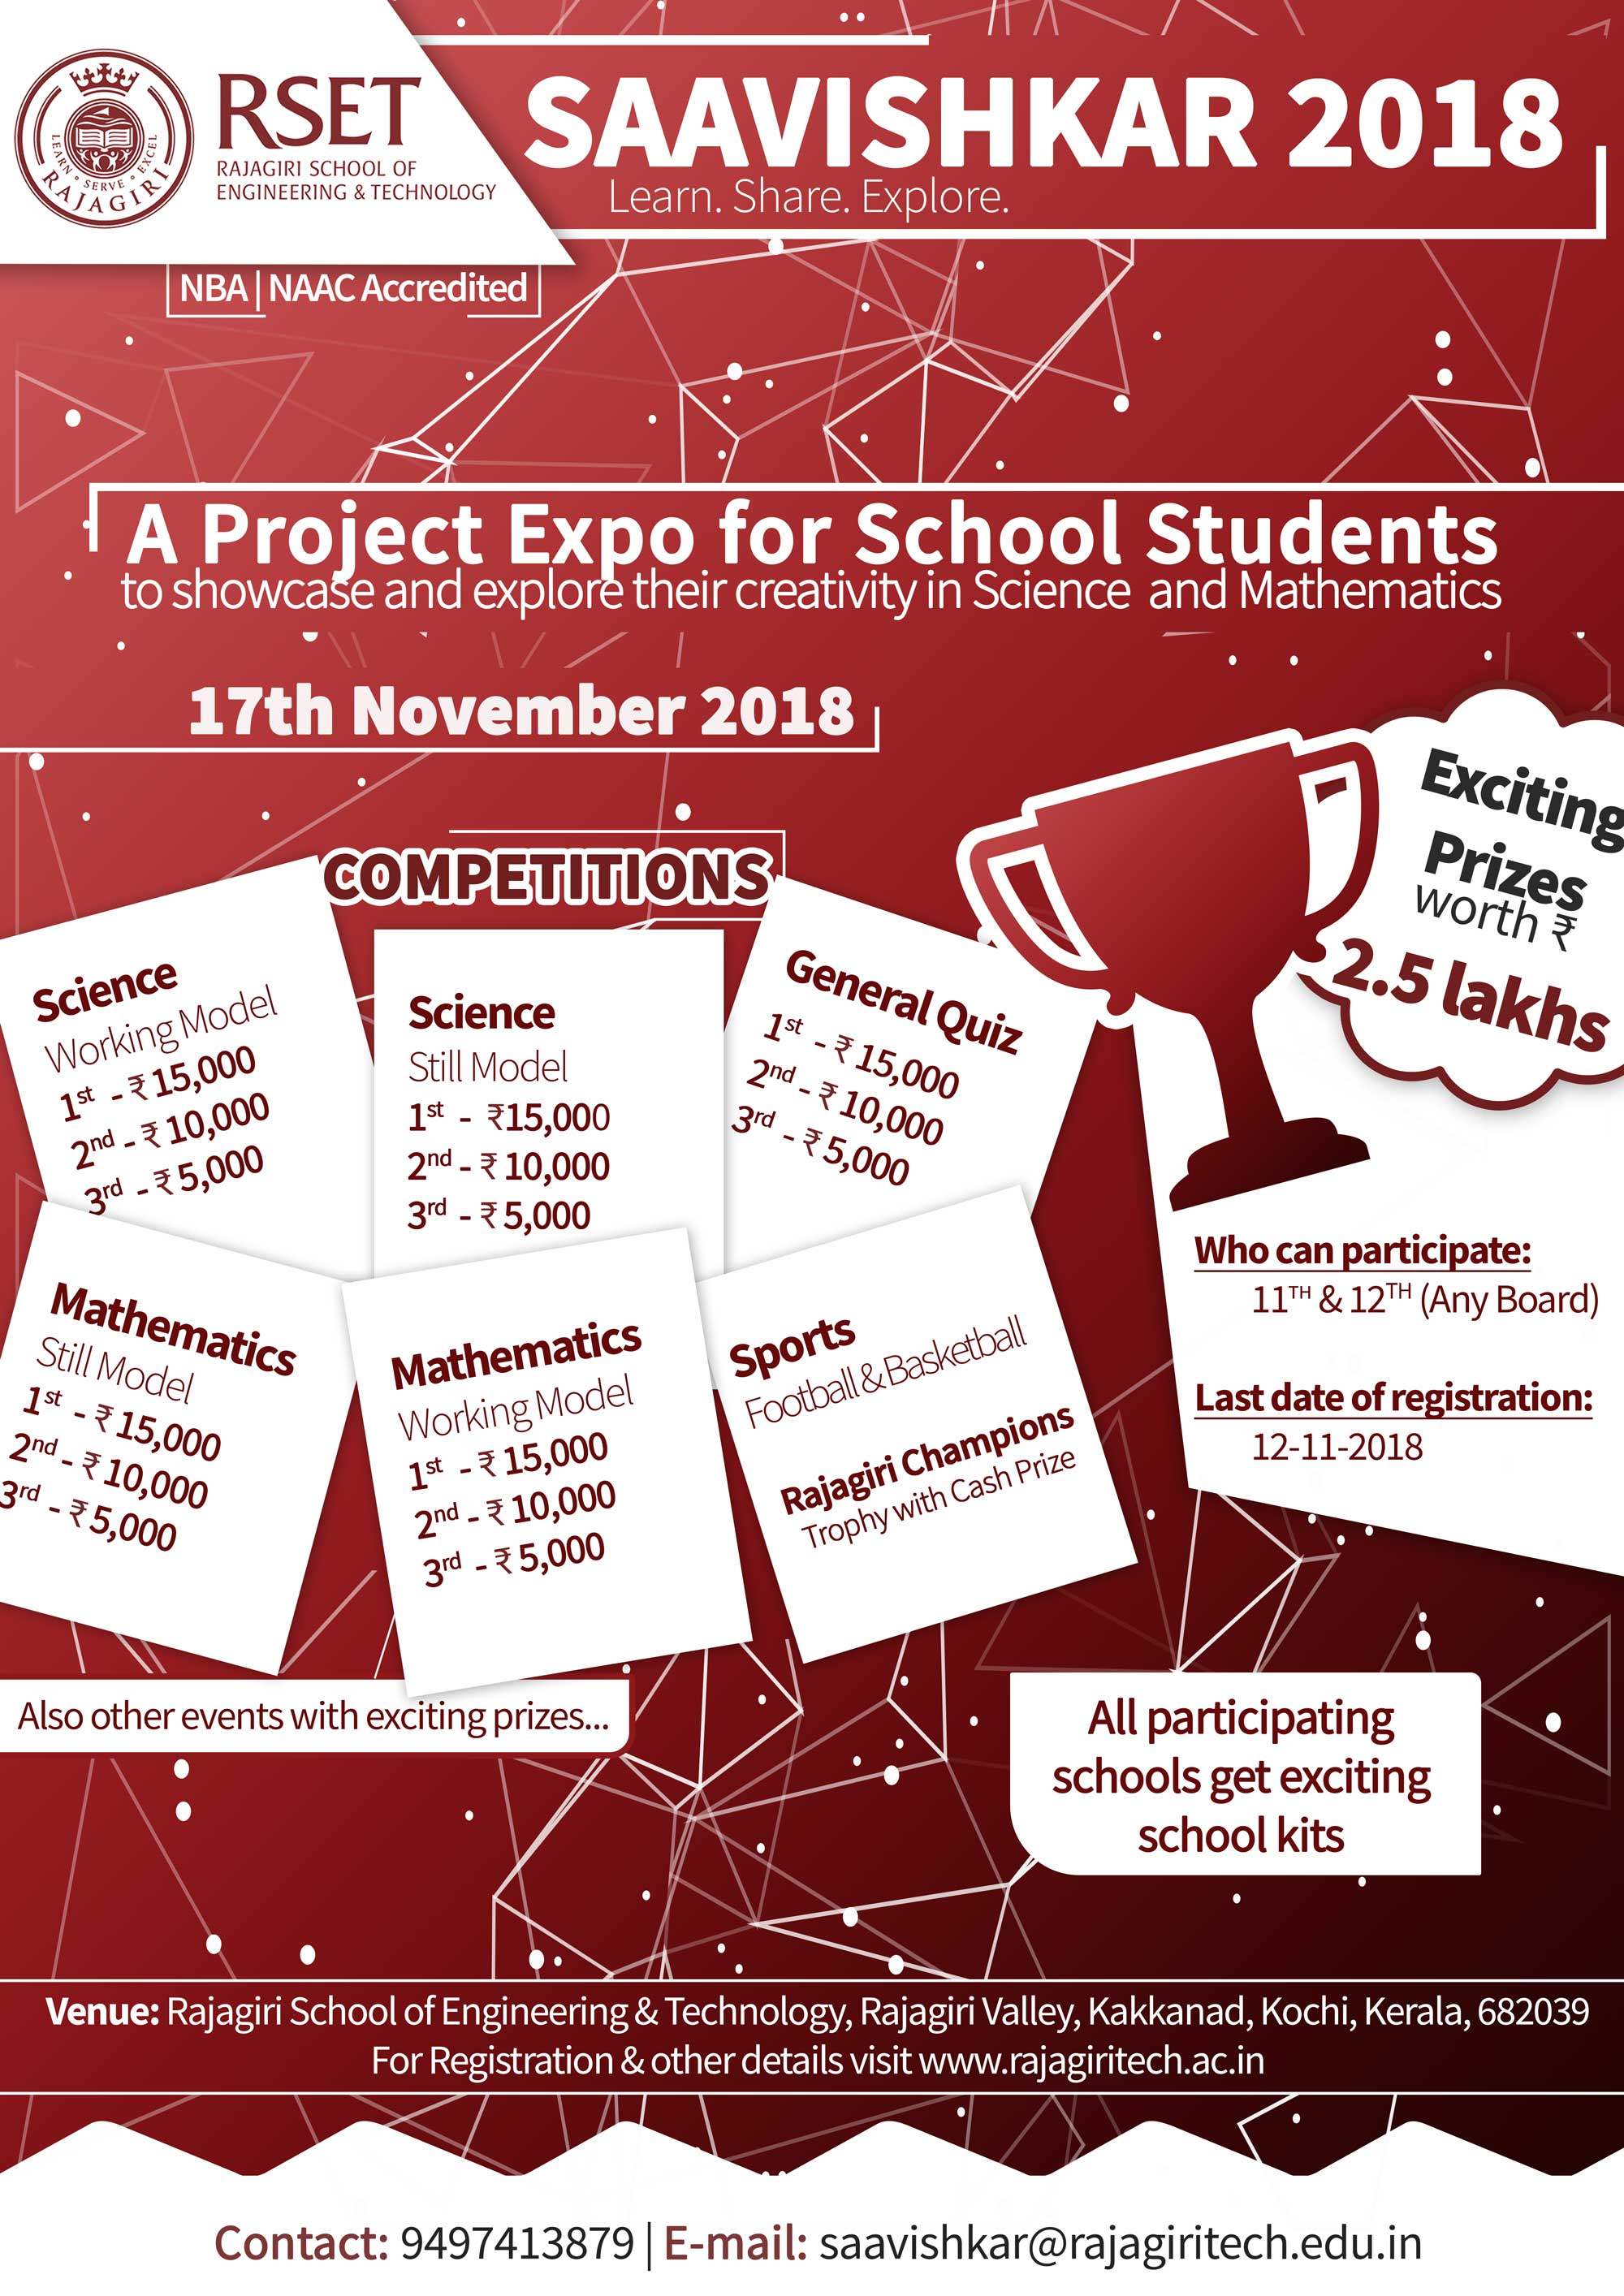 LEARN • SERVE • EXCEL
RAJAGIRI
RSET
RAJAGIRI SCHOOL OF
ENGINEERING & TECHNOLOGY
SAAVISHKAR 2018
Learn. Share. Explore.
NBA | NAAC Accredited
A Project Expo for School Students
to showcase and explore their creativity in Science and Mathematics
17th November 2018
Exciting
Prizes
worth ₹
2.5 lakhs
COMPETITIONS
Science
Working Model
1st - ₹ 15,000
2nd - ₹ 10,000
3rd - ₹ 5,000
Science
Still Model
1st - ₹15,000
2nd - ₹ 10,000
3rd - ₹ 5,000
General Quiz
1st - ₹ 15,000
2nd - ₹ 10,000
3rd - ₹ 5,000
Mathematics
Still Model
1st - ₹ 15,000
2nd - ₹ 10,000
3rd - ₹ 5,000
Mathematics
Working Model
1st - ₹ 15,000
2nd - ₹ 10,000
3rd - ₹ 5,000
Sports
Football & Basketball
Rajagiri Champions
Trophy with Cash Prize
Who can participate:
11TH & 12TH (Any Board)
Last date of registration:
12-11-2018
Also other events with exciting prizes...
All participating
schools get exciting
school kits
Venue: Rajagiri School of Engineering & Technology, Rajagiri Valley, Kakkanad, Kochi, Kerala, 682039
For Registration & other details visit www.rajagiritech.ac.in
Contact: 9497413879 | E-mail: saavishkar@rajagiritech.edu.in